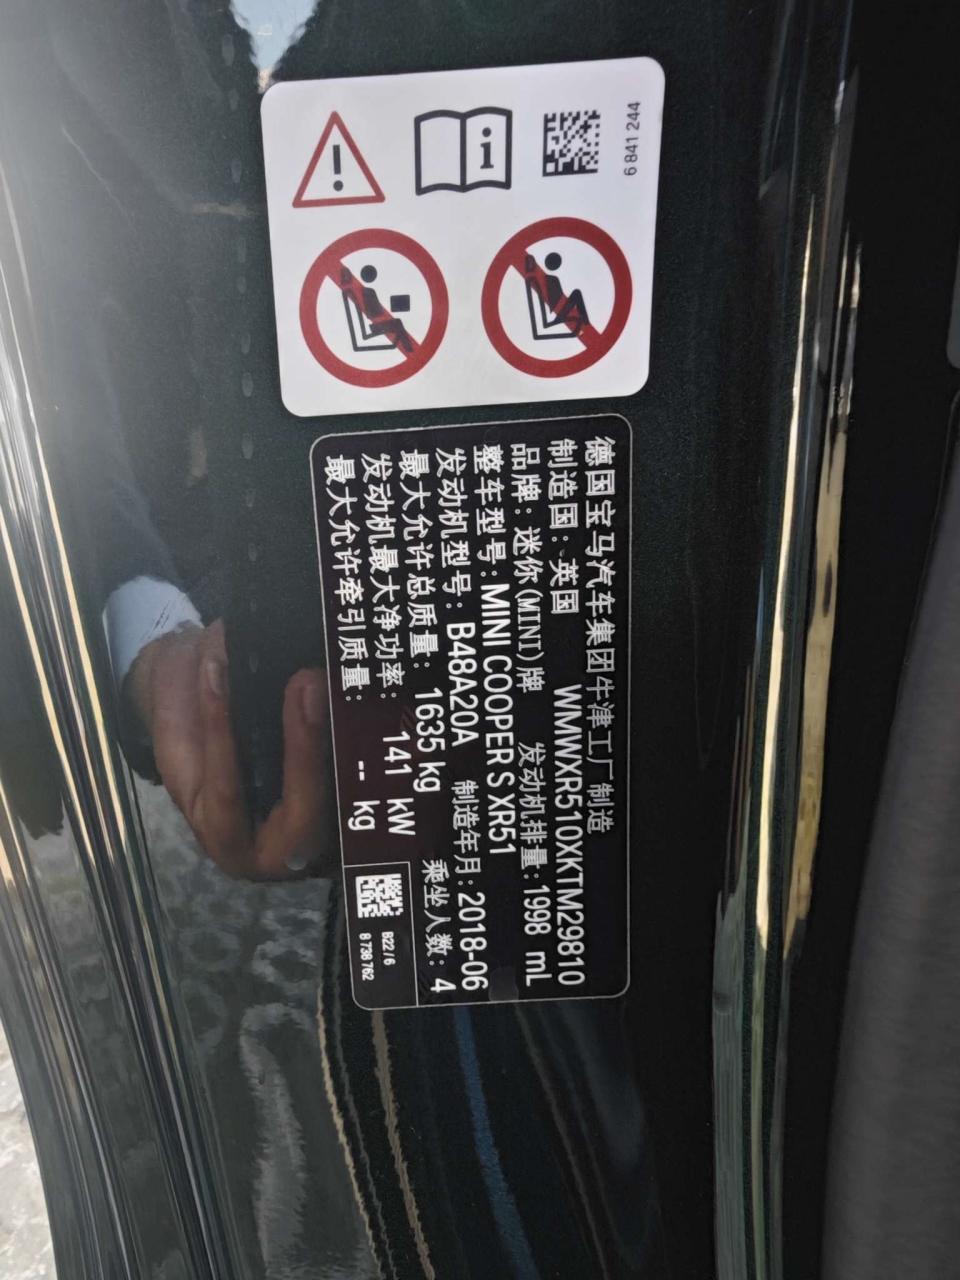 6 841 244
德国宝马汽车集团牛津工厂制造
制造国：英国 WMWXR510XKTM29810
品牌：迷你(MINI)牌 发动机排量：1998 mL
整车型号：MINI COOPER S XR51
发动机型号：B48A20A 制造年月：2018-06
最大允许总质量：1635 kg 乘坐人数：4
发动机最大净功率：141 kW
最大允许牵引质量： -- kg
B22/6
8 738 762